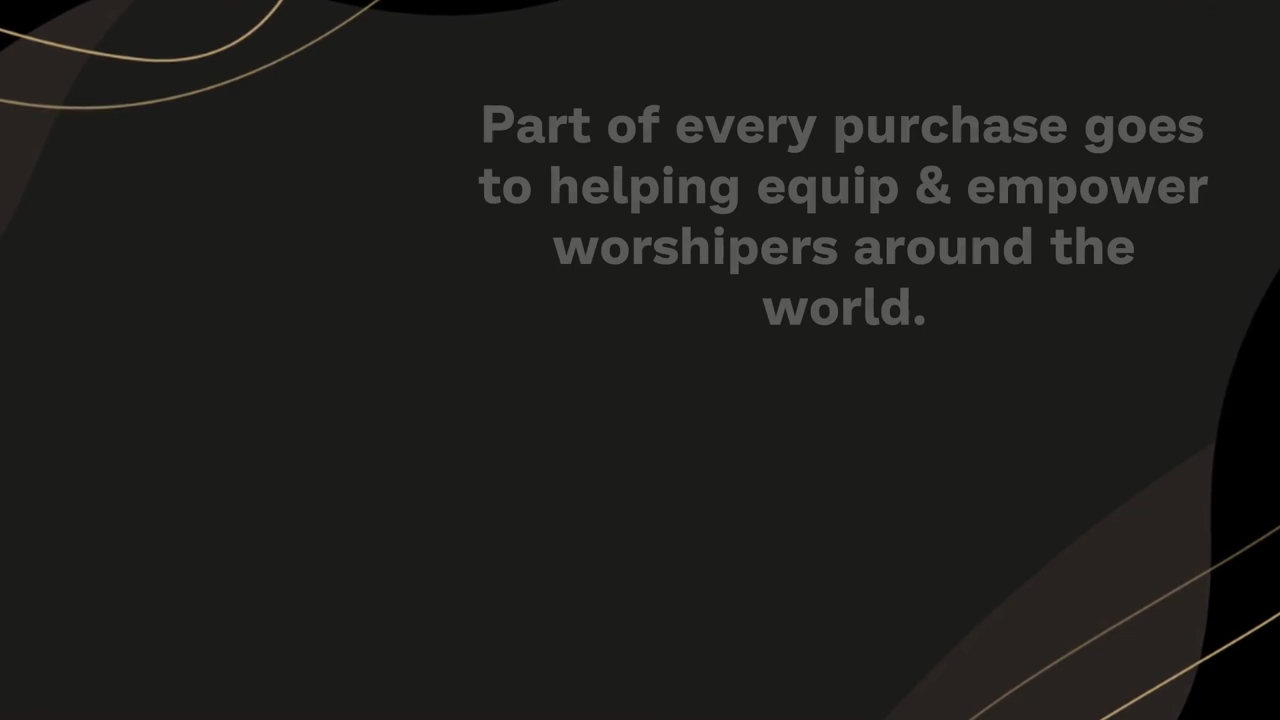 Part of every purchase goes
to helping equip & empower
worshipers around the
world.